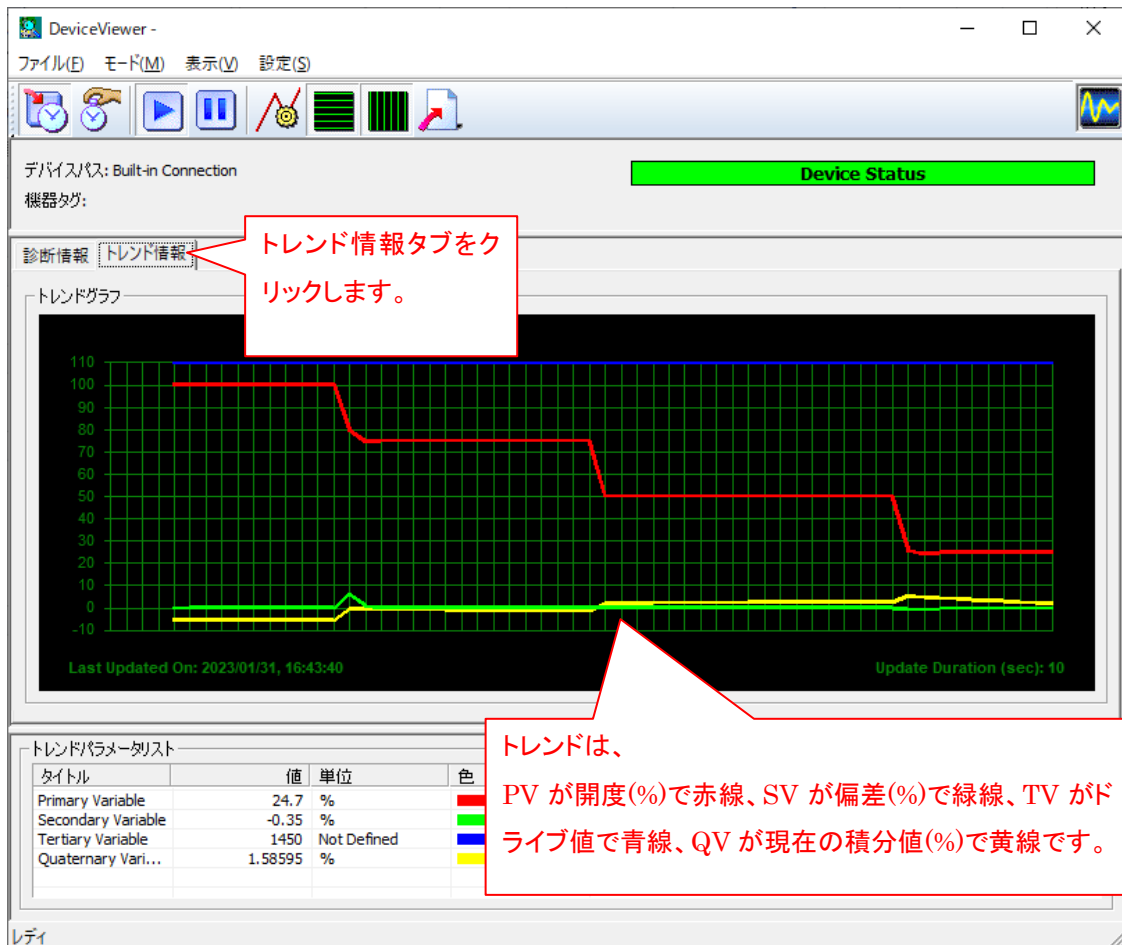 DeviceViewer -
ファイル(F) モード(M) 表示(V) 設定(S)
デバイスパス: Built-in Connection
Device Status
機器タグ:
診断情報 トレンド情報
トレンド情報タブをク
リックします。
トレンドグラフ
110
100
90
80
70
60
50
40
30
20
10
0
-10
Last Updated On: 2023/01/31, 16:43:40
Update Duration (sec): 10
トレンドは、
PV が開度(%)で赤線、SV が偏差(%)で緑線、TV がド
ライブ値で青線、QV が現在の積分値(%)で黄線です。
トレンドパラメータリスト
タイトル 値 単位 色
Primary Variable 24.7 %
Secondary Variable -0.35 %
Tertiary Variable 1450 Not Defined
Quaternary Vari... 1.58595 %
レディ